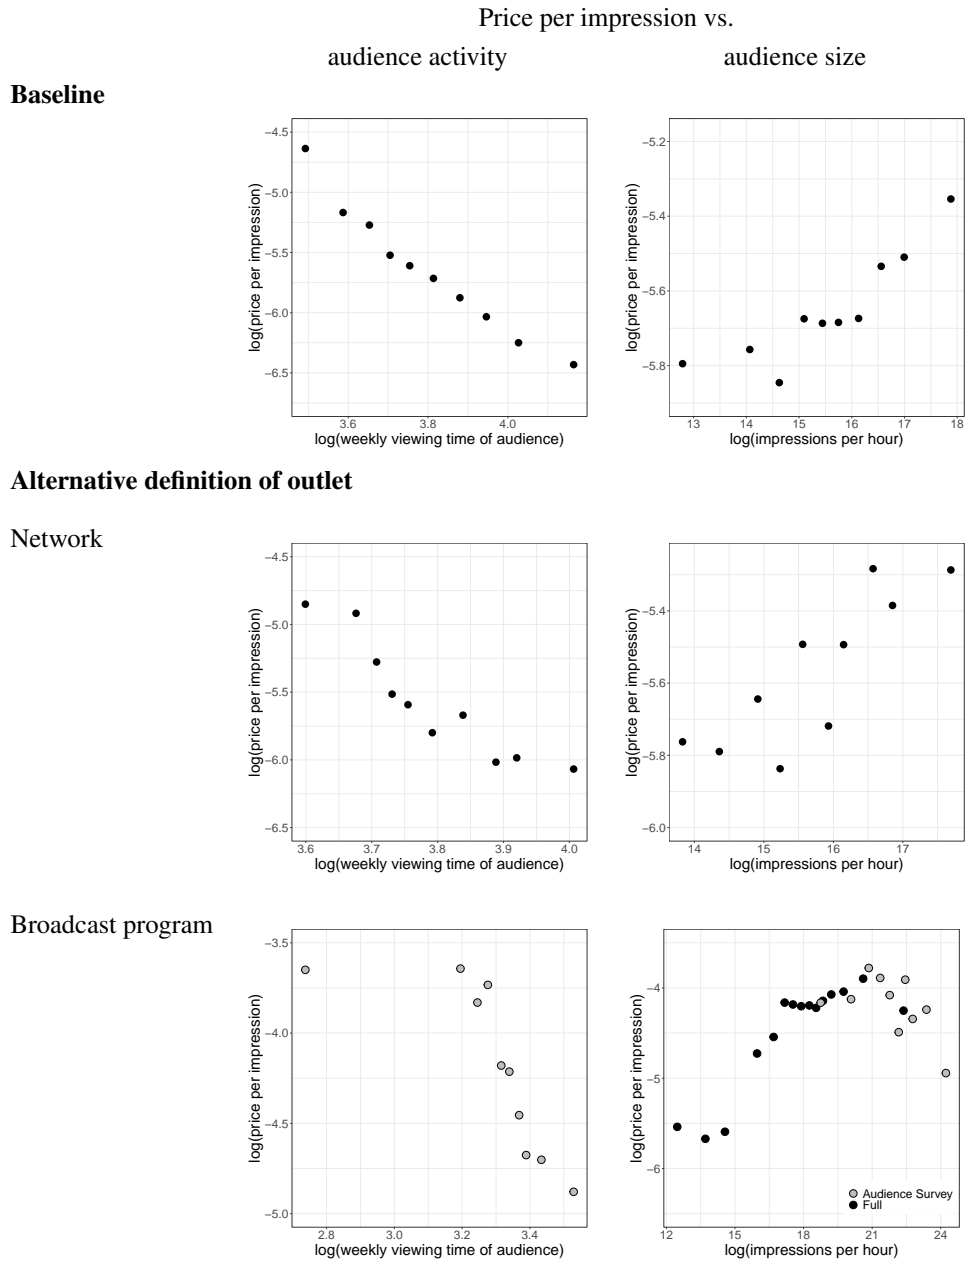 Price per impression vs.
audience activity
audience size
Baseline
−4.5
−5.0
−5.5
−6.0
−6.5
log(price per impression)
3.6 3.8 4.0
log(weekly viewing time of audience)
−5.2
−5.4
−5.6
−5.8
log(price per impression)
13 14 15 16 17 18
log(impressions per hour)
Alternative definition of outlet
Network
−4.5
−5.0
−5.5
−6.0
−6.5
log(price per impression)
3.6 3.7 3.8 3.9 4.0
log(weekly viewing time of audience)
−5.4
−5.6
−5.8
−6.0
log(price per impression)
14 15 16 17
log(impressions per hour)
Broadcast program
−3.5
−4.0
−4.5
−5.0
log(price per impression)
2.8 3.0 3.2 3.4
log(weekly viewing time of audience)
−4
−5
−6
log(price per impression)
Audience Survey
Full
12 15 18 21 24
log(impressions per hour)